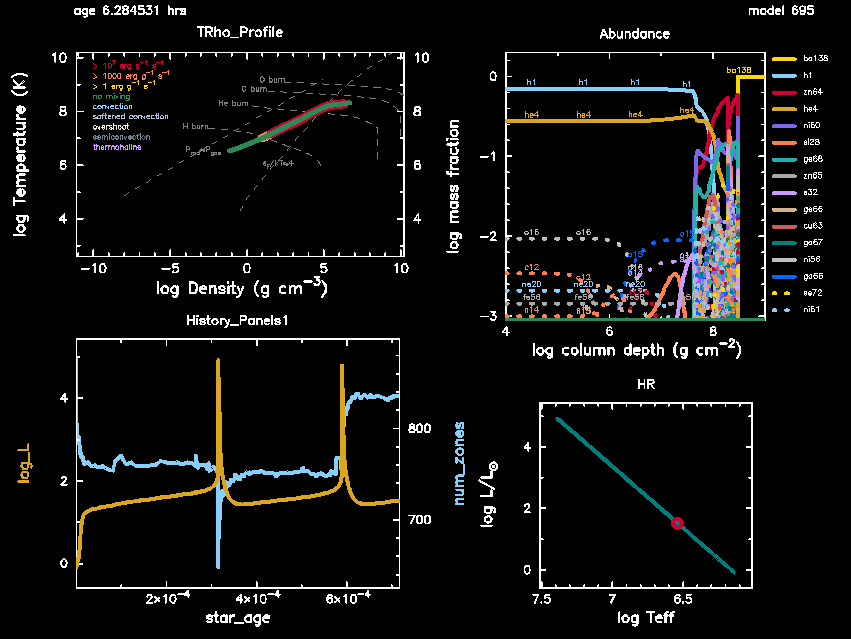 age 6.284531 hrs
model 695
TRho_Profile
log Temperature (K)
10
8
6
4
> 10⁷ erg g⁻¹ s⁻¹
> 1000 erg g⁻¹ s⁻¹
> 1 erg g⁻¹ s⁻¹
no mixing
convection
softened convection
overshoot
semiconvection
thermohaline
O burn
C burn
He burn
H burn
10
8
6
4
−10
−5
0
5
10
log Density (g cm⁻³)
Abundance
log mass fraction
0
−1
−2
−3
h1 h1 h1 h1
he4 he4 he4 he4
o16 o16
c12 c12
ne20 ne20 ne20
fe56 fe56
n14
4
6
8
log column depth (g cm⁻²)
ba138
h1
zn64
he4
ni60
si28
ge68
zn65
s32
ge66
cu63
ge67
ni56
ga65
se72
ni61
History_Panels1
log_L
4
2
0
800
700
num_zones
2×10⁻⁴
4×10⁻⁴
6×10⁻⁴
star_age
HR
log L/L☉
4
2
0
7.5
7
6.5
log Teff